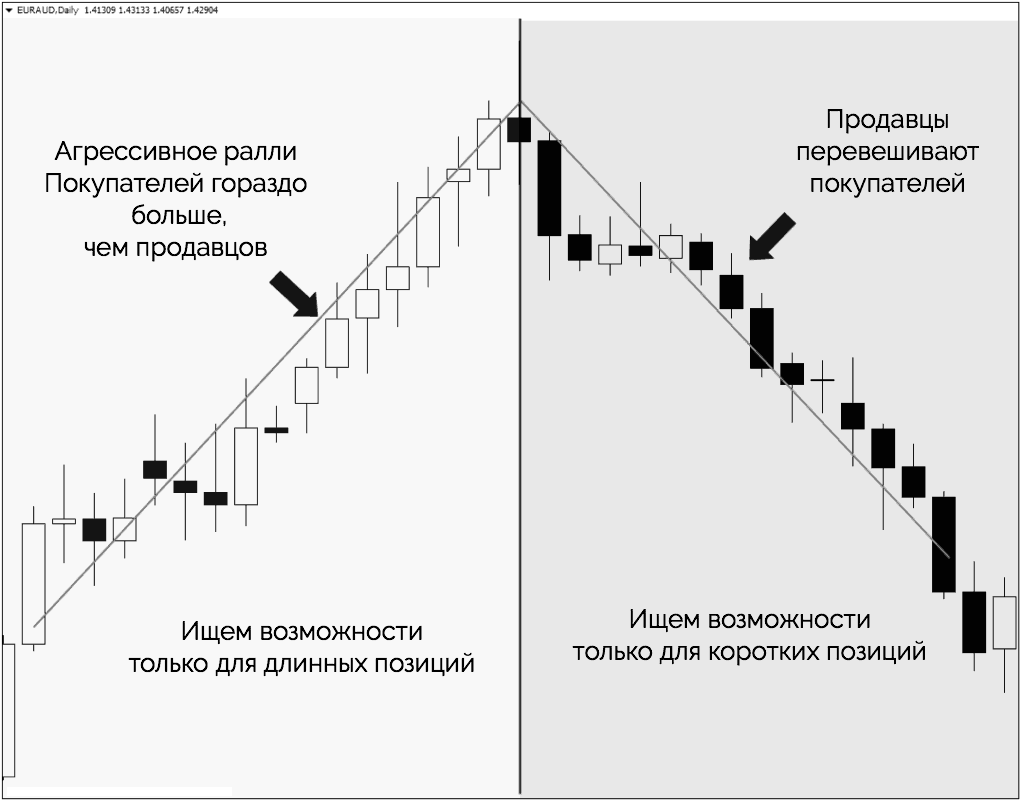 EURAUD,Daily 1.41309 1.43133 1.40657 1.42904
Агрессивное ралли
Покупателей гораздо
больше,
чем продавцов
Продавцы
перевешивают
покупателей
Ищем возможности
только для длинных позиций
Ищем возможности
только для коротких позиций